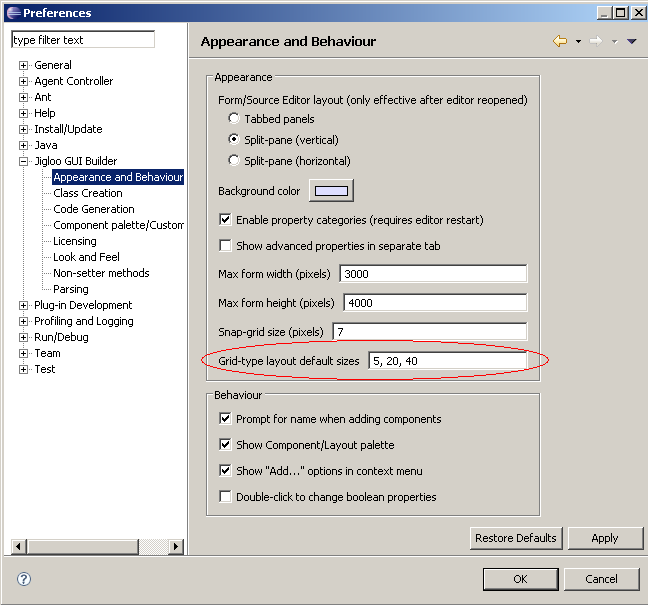 Preferences
type filter text
General
Agent Controller
Ant
Help
Install/Update
Java
Jigloo GUI Builder
Appearance and Behaviour
Class Creation
Code Generation
Component palette/Custom
Licensing
Look and Feel
Non-setter methods
Parsing
Plug-in Development
Profiling and Logging
Run/Debug
Team
Test
Appearance and Behaviour
Appearance
Form/Source Editor layout (only effective after editor reopened)
Tabbed panels
Split-pane (vertical)
Split-pane (horizontal)
Background color
Enable property categories (requires editor restart)
Show advanced properties in separate tab
Max form width (pixels) 3000
Max form height (pixels) 4000
Snap-grid size (pixels) 7
Grid-type layout default sizes 5, 20, 40
Behaviour
Prompt for name when adding components
Show Component/Layout palette
Show "Add..." options in context menu
Double-click to change boolean properties
Restore Defaults Apply
? OK Cancel